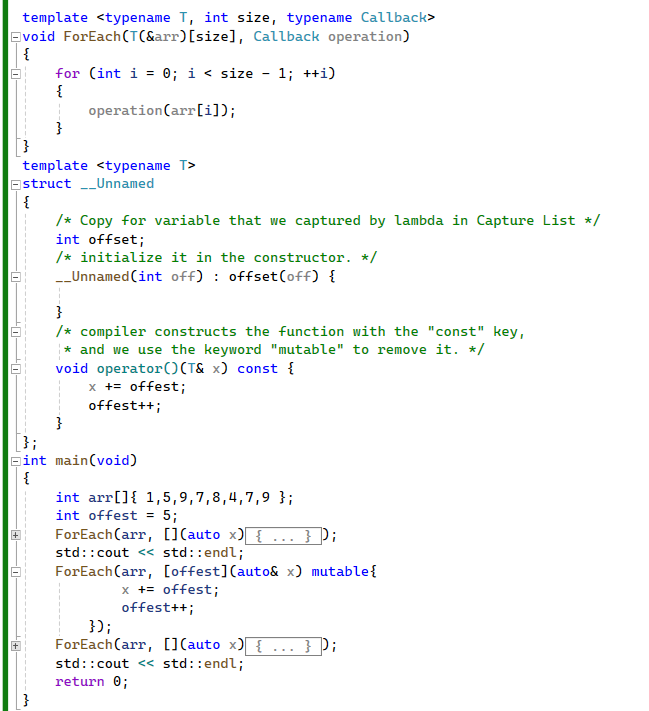 template <typename T, int size, typename Callback>
void ForEach(T(&arr)[size], Callback operation)
{
    for (int i = 0; i < size - 1; ++i)
    {
        operation(arr[i]);
    }
}
template <typename T>
struct __Unnamed
{
    /* Copy for variable that we captured by lambda in Capture List */
    int offset;
    /* initialize it in the constructor. */
    __Unnamed(int off) : offset(off) {

    }
    /* compiler constructs the function with the "const" key,
     * and we use the keyword "mutable" to remove it. */
    void operator()(T& x) const {
        x += offest;
        offest++;
    }
};
int main(void)
{
    int arr[]{ 1,5,9,7,8,4,7,9 };
    int offest = 5;
    ForEach(arr, [](auto x){ ... });
    std::cout << std::endl;
    ForEach(arr, [offest](auto& x) mutable{
            x += offest;
            offest++;
        });
    ForEach(arr, [](auto x){ ... });
    std::cout << std::endl;
    return 0;
}